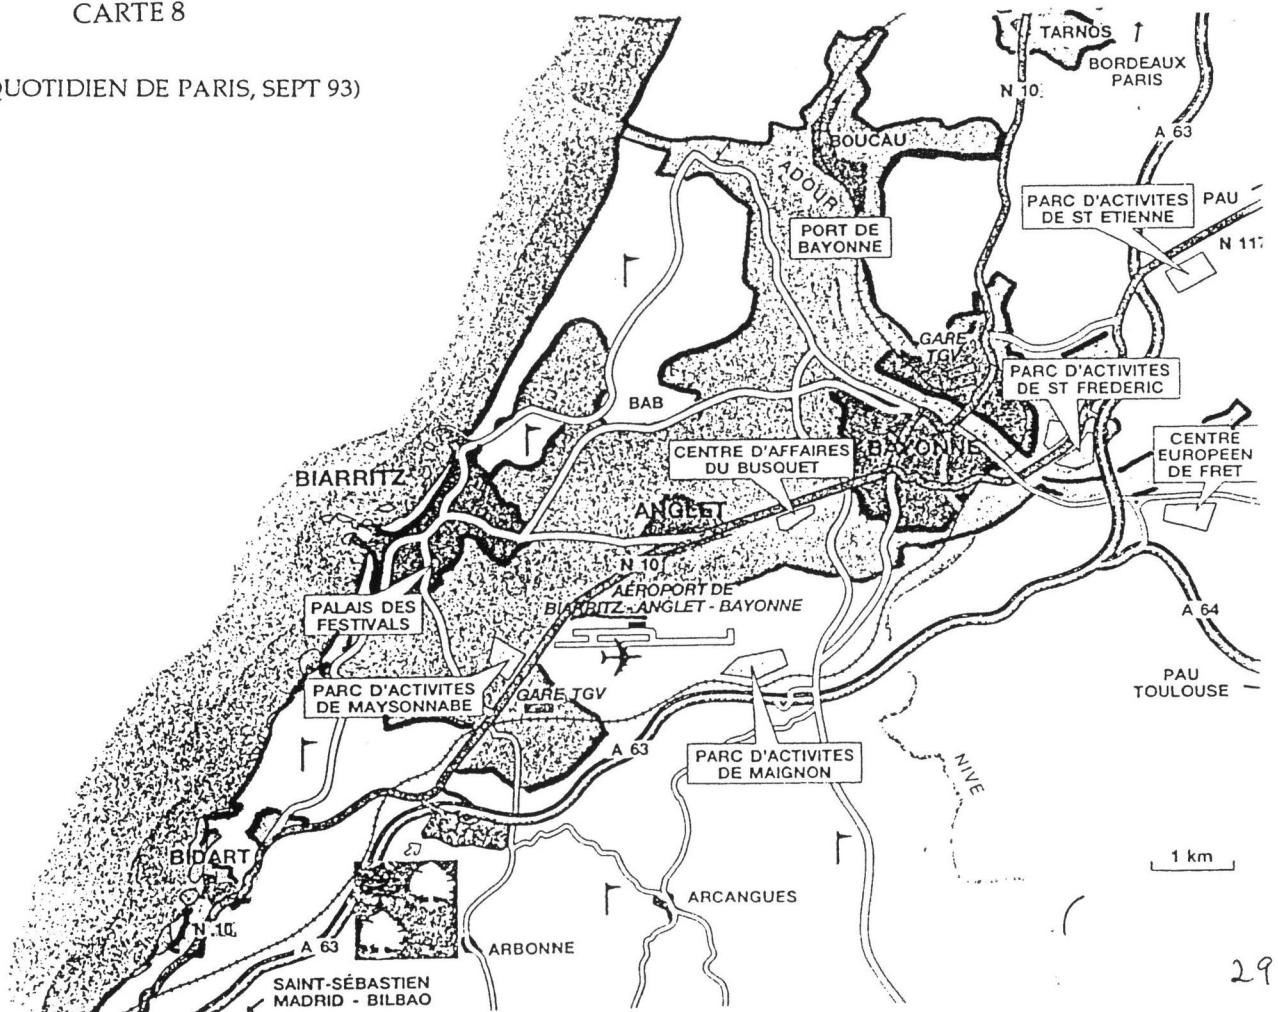 CARTE 8
QUOTIDIEN DE PARIS, SEPT 93)
TARNOS
BORDEAUX
PARIS
N 10
A 63
BOUCAU
ADOUR
PARC D'ACTIVITES
DE ST ETIENNE
PAU
N 117
PORT DE
BAYONNE
GARE
TGV
PARC D'ACTIVITES
DE ST FREDERIC
BAB
CENTRE D'AFFAIRES
DU BUSQUET
BAYONNE
CENTRE
EUROPEEN
DE FRET
BIARRITZ
ANGLET
N 10
AÉROPORT DE
BIARRITZ - ANGLET - BAYONNE
PALAIS DES
FESTIVALS
A 64
PAU
TOULOUSE
PARC D'ACTIVITES
DE MAYSONNABE
GARE TGV
A 63
PARC D'ACTIVITES
DE MAIGNON
NIVE
BIDART
1 km
ARCANGUES
N 10
A 63
ARBONNE
SAINT-SÉBASTIEN
MADRID - BILBAO
29